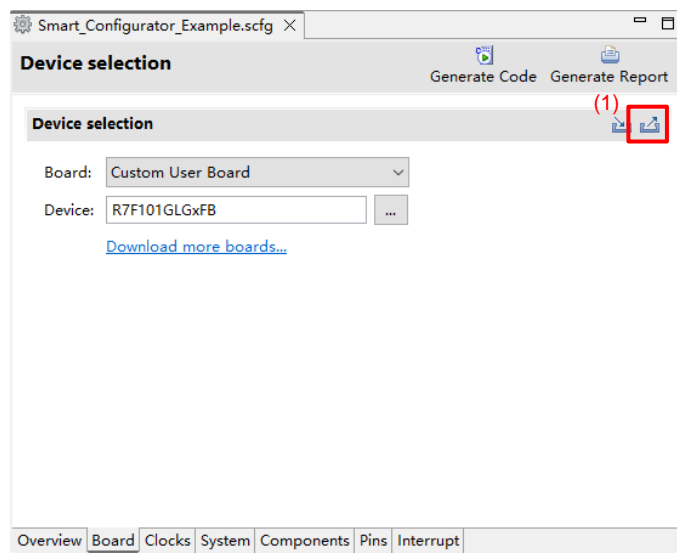 Smart_Configurator_Example.scfg
Device selection
Generate Code Generate Report
(1)
Device selection
Board: Custom User Board
Device: R7F101GLGxFB ...
Download more boards...
Overview Board Clocks System Components Pins Interrupt